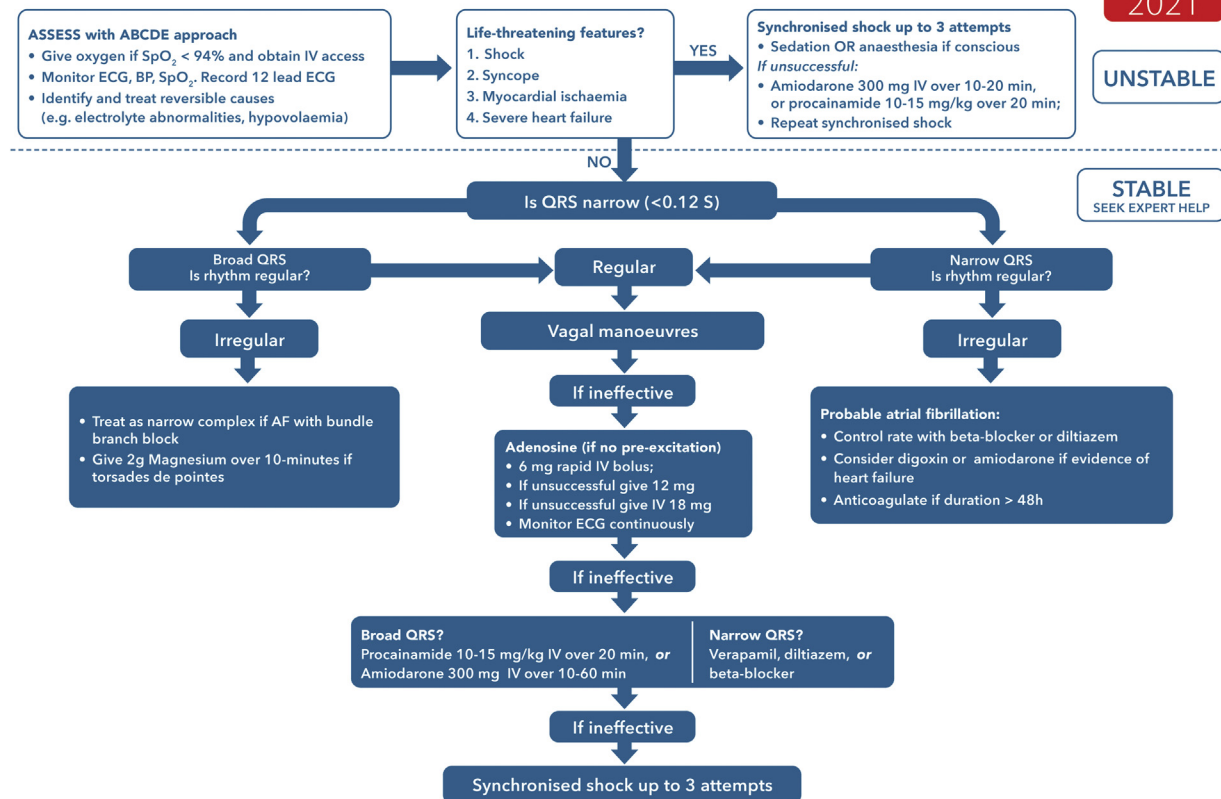 2021
ASSESS with ABCDE approach
• Give oxygen if SpO₂ < 94% and obtain IV access
• Monitor ECG, BP, SpO₂. Record 12 lead ECG
• Identify and treat reversible causes
(e.g. electrolyte abnormalities, hypovolaemia)
Life-threatening features?
1. Shock
2. Syncope
3. Myocardial ischaemia
4. Severe heart failure
YES
Synchronised shock up to 3 attempts
• Sedation OR anaesthesia if conscious
If unsuccessful:
• Amiodarone 300 mg IV over 10-20 min,
or procainamide 10-15 mg/kg over 20 min;
• Repeat synchronised shock
UNSTABLE
NO
STABLE
SEEK EXPERT HELP
Is QRS narrow (<0.12 S)
Broad QRS
Is rhythm regular?
Regular
Narrow QRS
Is rhythm regular?
Irregular
Vagal manoeuvres
Irregular
If ineffective
• Treat as narrow complex if AF with bundle
branch block
• Give 2g Magnesium over 10-minutes if
torsades de pointes
Adenosine (if no pre-excitation)
• 6 mg rapid IV bolus;
• If unsuccessful give 12 mg
• If unsuccessful give IV 18 mg
• Monitor ECG continuously
Probable atrial fibrillation:
• Control rate with beta-blocker or diltiazem
• Consider digoxin or amiodarone if evidence of
heart failure
• Anticoagulate if duration > 48h
If ineffective
Broad QRS?
Procainamide 10-15 mg/kg IV over 20 min, or
Amiodarone 300 mg IV over 10-60 min
Narrow QRS?
Verapamil, diltiazem, or
beta-blocker
If ineffective
Synchronised shock up to 3 attempts